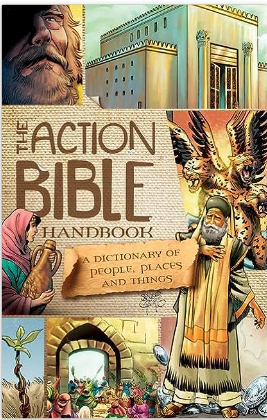 THE
ACTION
BIBLE
HANDBOOK
A DICTIONARY OF
PEOPLE, PLACES
AND THINGS